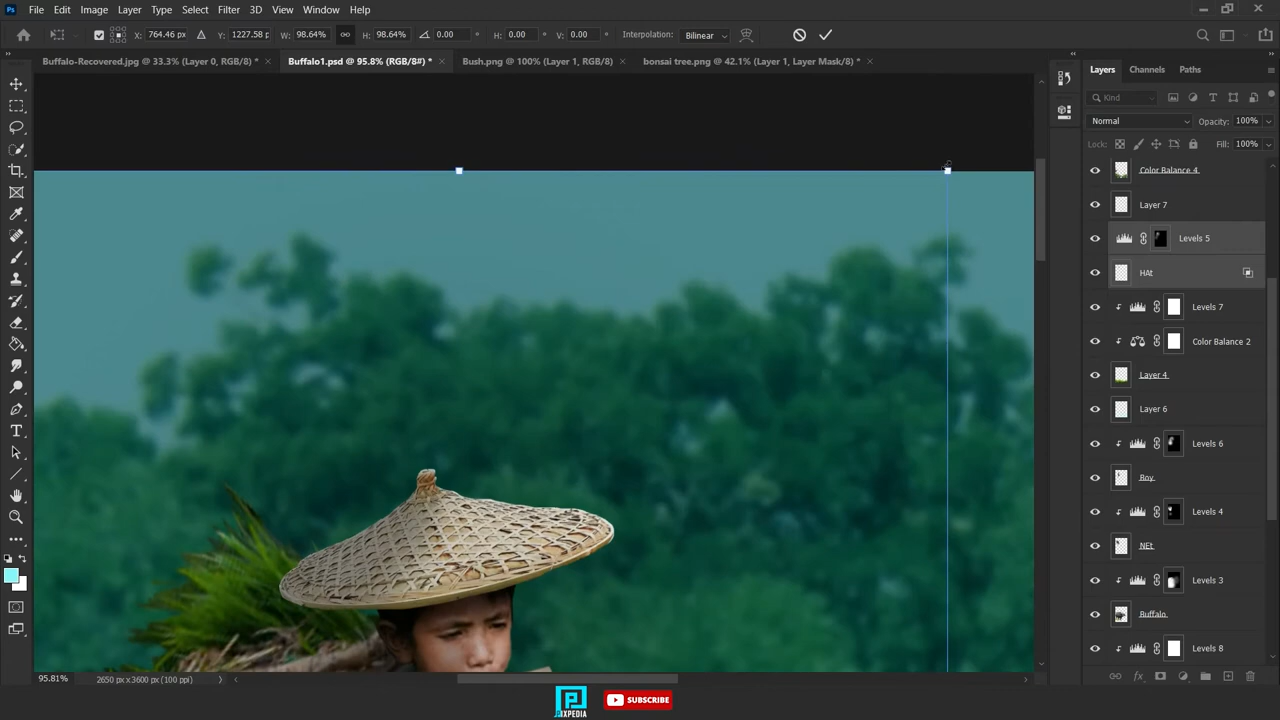 Ps File Edit Image Layer Type Select Filter 3D View Window Help
X: 764.46 px Y: 1227.58 p W: 98.64% H: 98.64% 0.00 ° H: 0.00 ° V: 0.00 ° Interpolation: Bilinear
Buffalo-Recovered.jpg @ 33.3% (Layer 0, RGB/8) * × Buffalo1.psd @ 95.8% (RGB/8#) * × Bush.png @ 100% (Layer 1, RGB/8) × bonsai tree.png @ 42.1% (Layer 1, Layer Mask/8) * ×
Layers Channels Paths
Kind
Normal Opacity: 100%
Lock: Fill: 100%
Color Balance 4
Layer 7
Levels 5
HAt
Levels 7
Color Balance 2
Layer 4
Layer 6
Levels 6
Boy
Levels 4
NEt
Levels 3
Buffalo
Levels 8
95.81% 2650 px x 3600 px (100 ppi)
fx
PIXPEDIA
SUBSCRIBE